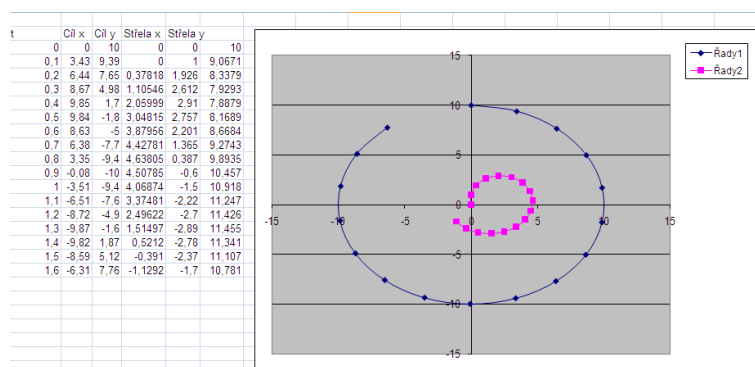 t Cíl x Cíl y Střela x Střela y
0 0 10 0 0 10
0,1 3,43 9,39 0 1 9,0671
0,2 6,44 7,65 0,37818 1,926 8,3379
0,3 8,67 4,98 1,10546 2,612 7,9293
0,4 9,85 1,7 2,05999 2,91 7,8879
0,5 9,84 -1,8 3,04815 2,757 8,1689
0,6 8,63 -5 3,87956 2,201 8,6684
0,7 6,38 -7,7 4,42781 1,365 9,2743
0,8 3,35 -9,4 4,63805 0,387 9,8935
0,9 -0,08 -10 4,50785 -0,6 10,457
1 -3,51 -9,4 4,06874 -1,5 10,918
1,1 -6,51 -7,6 3,37481 -2,22 11,247
1,2 -8,72 -4,9 2,49622 -2,7 11,426
1,3 -9,87 -1,6 1,51497 -2,89 11,455
1,4 -9,82 1,87 0,5212 -2,78 11,341
1,5 -8,59 5,12 -0,391 -2,37 11,107
1,6 -6,31 7,76 -1,1292 -1,7 10,781
15
10
5
0
-15 -10 -5 0 5 10 15
-5
-10
-15
Řady1
Řady2